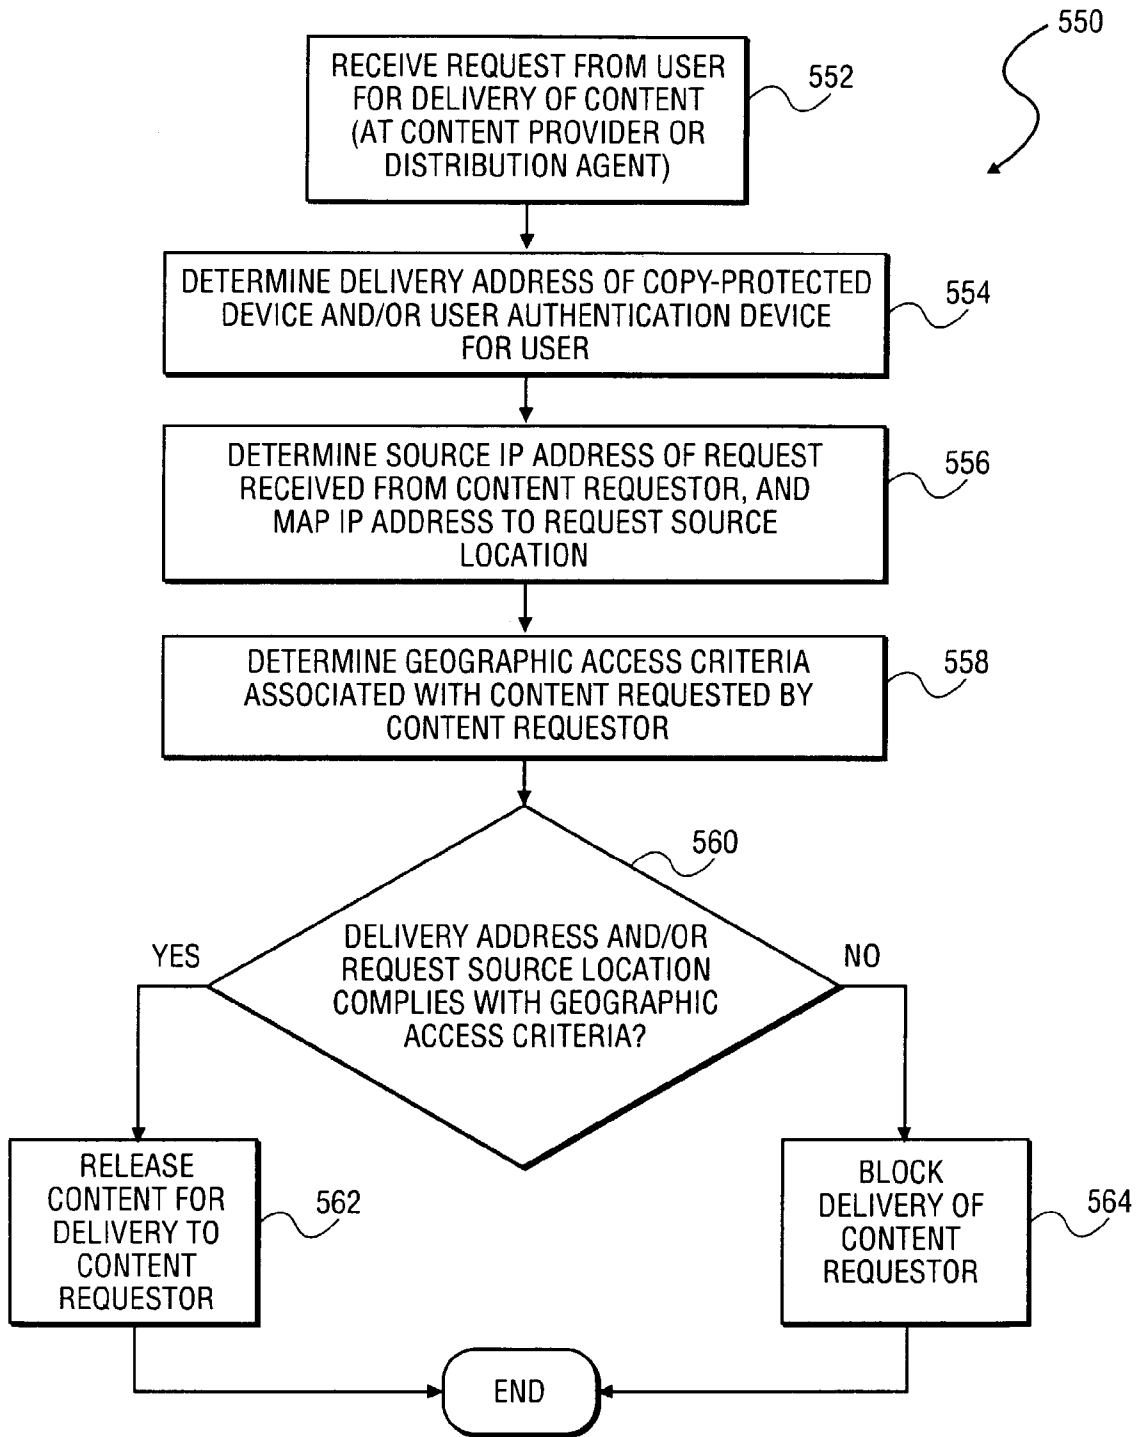 550
RECEIVE REQUEST FROM USER
FOR DELIVERY OF CONTENT
(AT CONTENT PROVIDER OR
DISTRIBUTION AGENT)
552
DETERMINE DELIVERY ADDRESS OF COPY-PROTECTED
DEVICE AND/OR USER AUTHENTICATION DEVICE
FOR USER
554
DETERMINE SOURCE IP ADDRESS OF REQUEST
RECEIVED FROM CONTENT REQUESTOR, AND
MAP IP ADDRESS TO REQUEST SOURCE
LOCATION
556
DETERMINE GEOGRAPHIC ACCESS CRITERIA
ASSOCIATED WITH CONTENT REQUESTED BY
CONTENT REQUESTOR
558
560
DELIVERY ADDRESS AND/OR
REQUEST SOURCE LOCATION
COMPLIES WITH GEOGRAPHIC
ACCESS CRITERIA?
YES
NO
RELEASE
CONTENT FOR
DELIVERY TO
CONTENT
REQUESTOR
562
BLOCK
DELIVERY OF
CONTENT
REQUESTOR
564
END